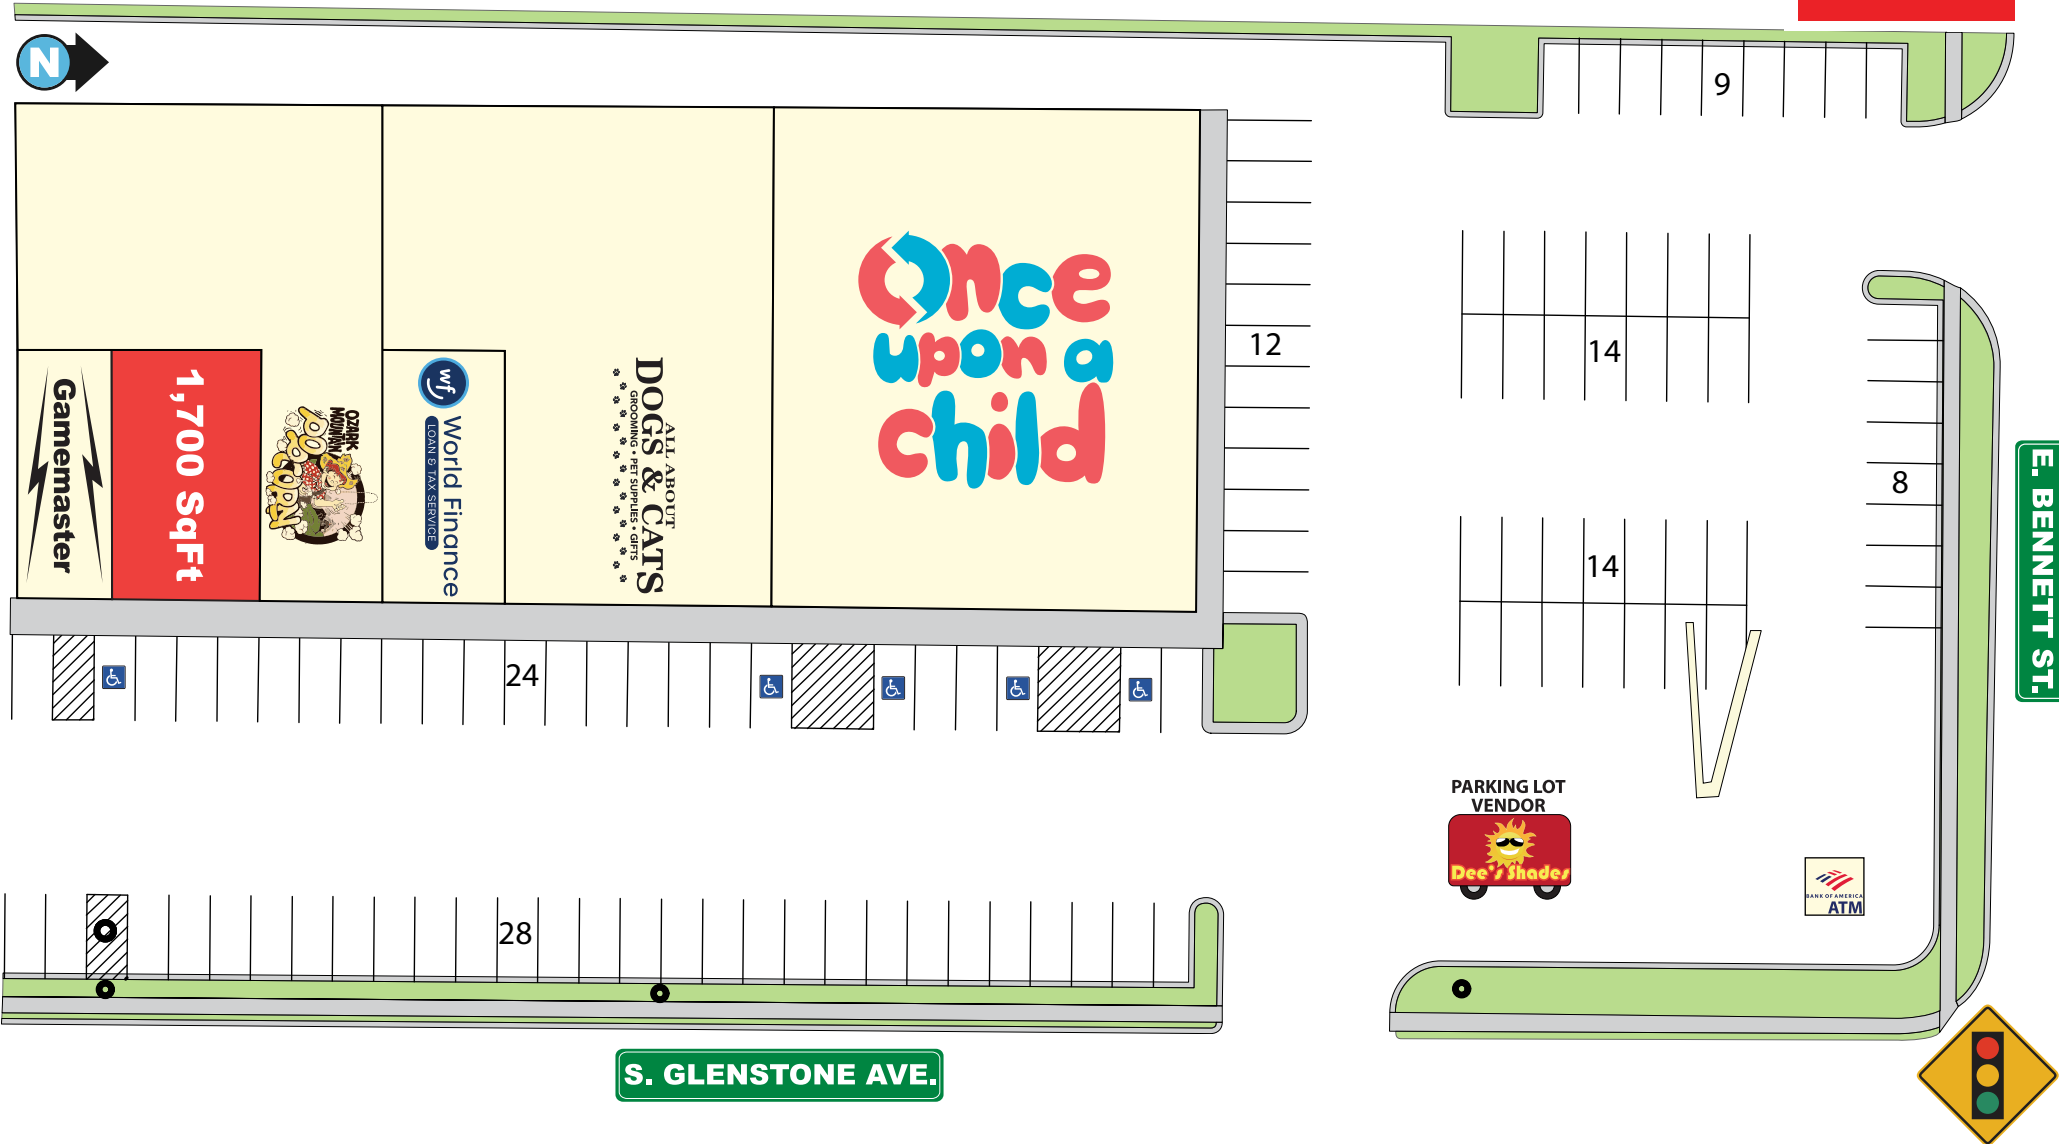 N
9
Once
upon a
child
12
14
8
E. BENNETT ST.
Gamemaster
1,700 SqFt
OZARK
MOUNTAIN
POPCORN
wf
World Finance
LOAN & TAX SERVICE
ALL ABOUT
DOGS & CATS
GROOMING • PET SUPPLIES • GIFTS
14
24
PARKING LOT
VENDOR
Dee's Shades
BANK OF AMERICA
ATM
28
S. GLENSTONE AVE.